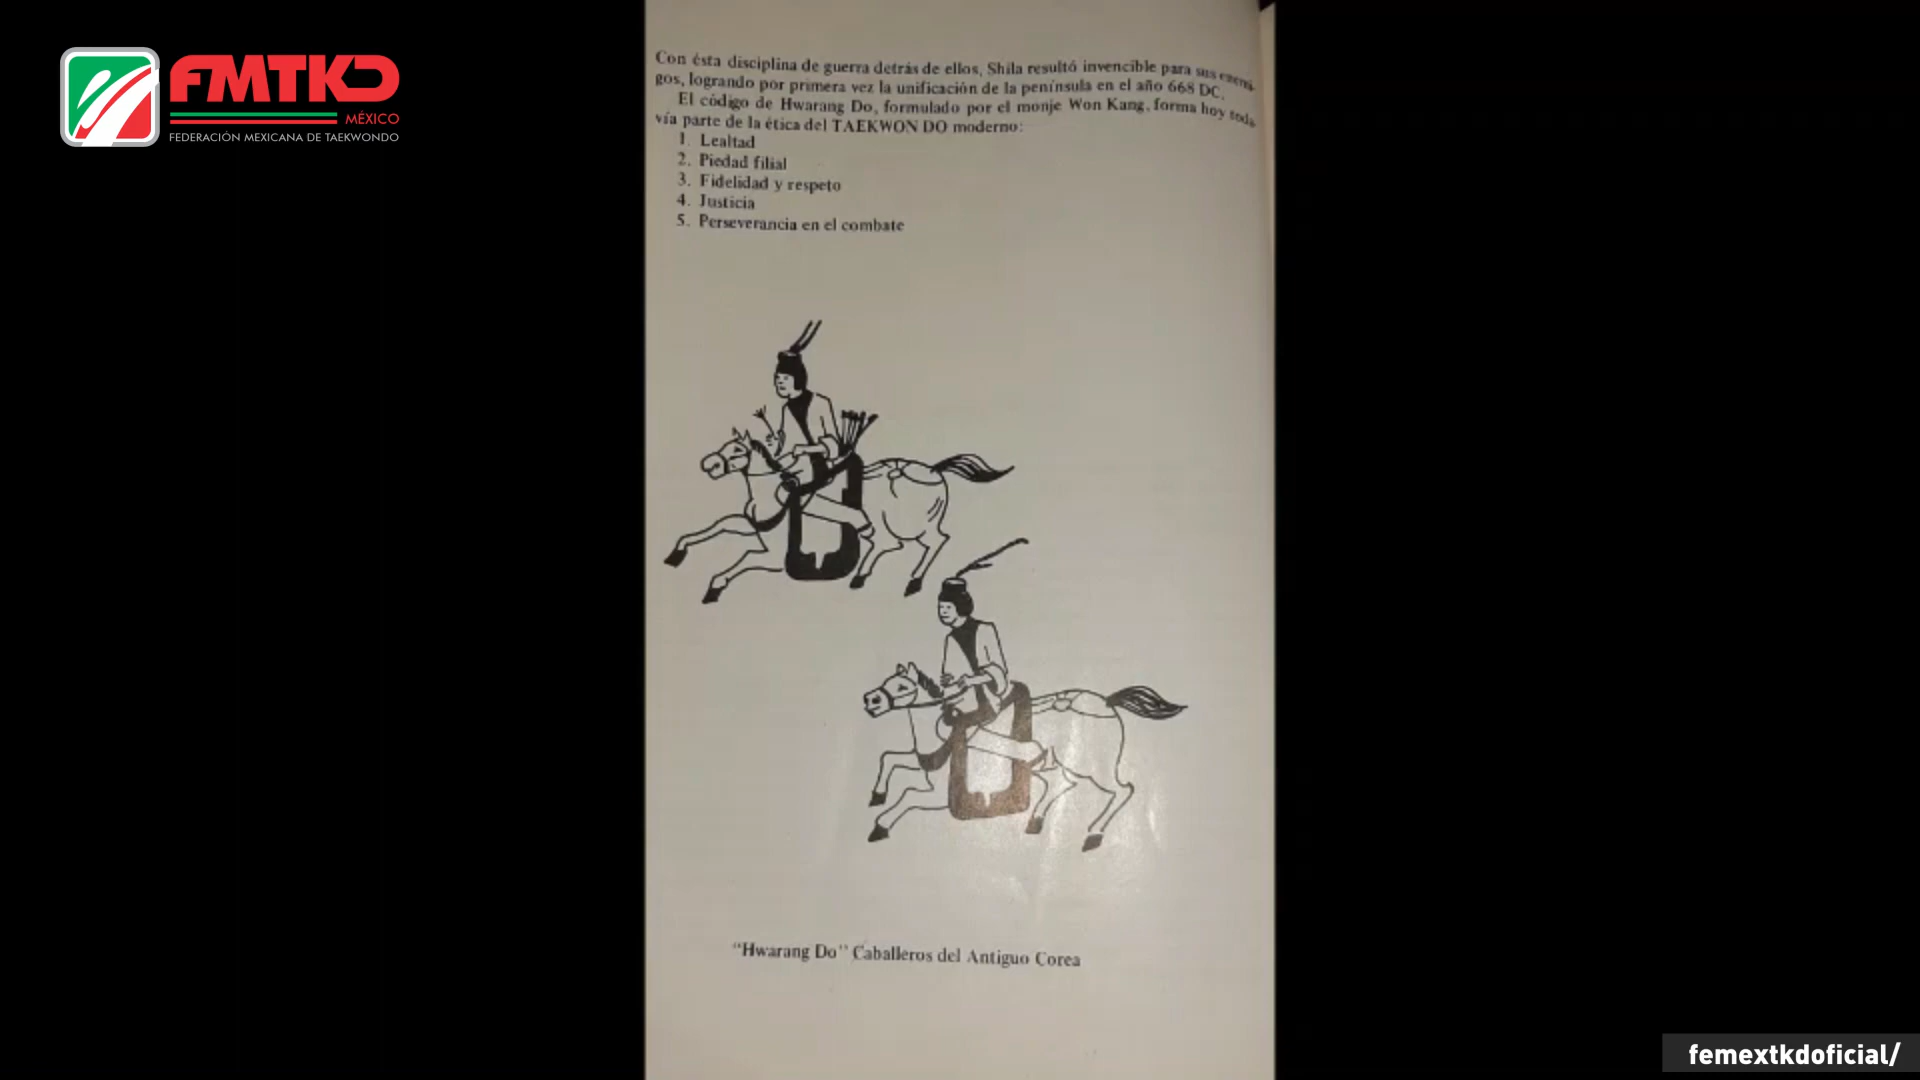 FMTKD
MÉXICO
FEDERACIÓN MEXICANA DE TAEKWONDO
Con ésta disciplina de guerra detrás de ellos, Shila resultó invencible para sus enemi-
gos, logrando por primera vez la unificación de la península en el año 668 DC.
El código de Hwarang Do, formulado por el monje Won Kang, forma hoy toda-
vía parte de la ética del TAEKWON DO moderno:
1. Lealtad
2. Piedad filial
3. Fidelidad y respeto
4. Justicia
5. Perseverancia en el combate
"Hwarang Do" Caballeros del Antiguo Corea
femextkdoficial/